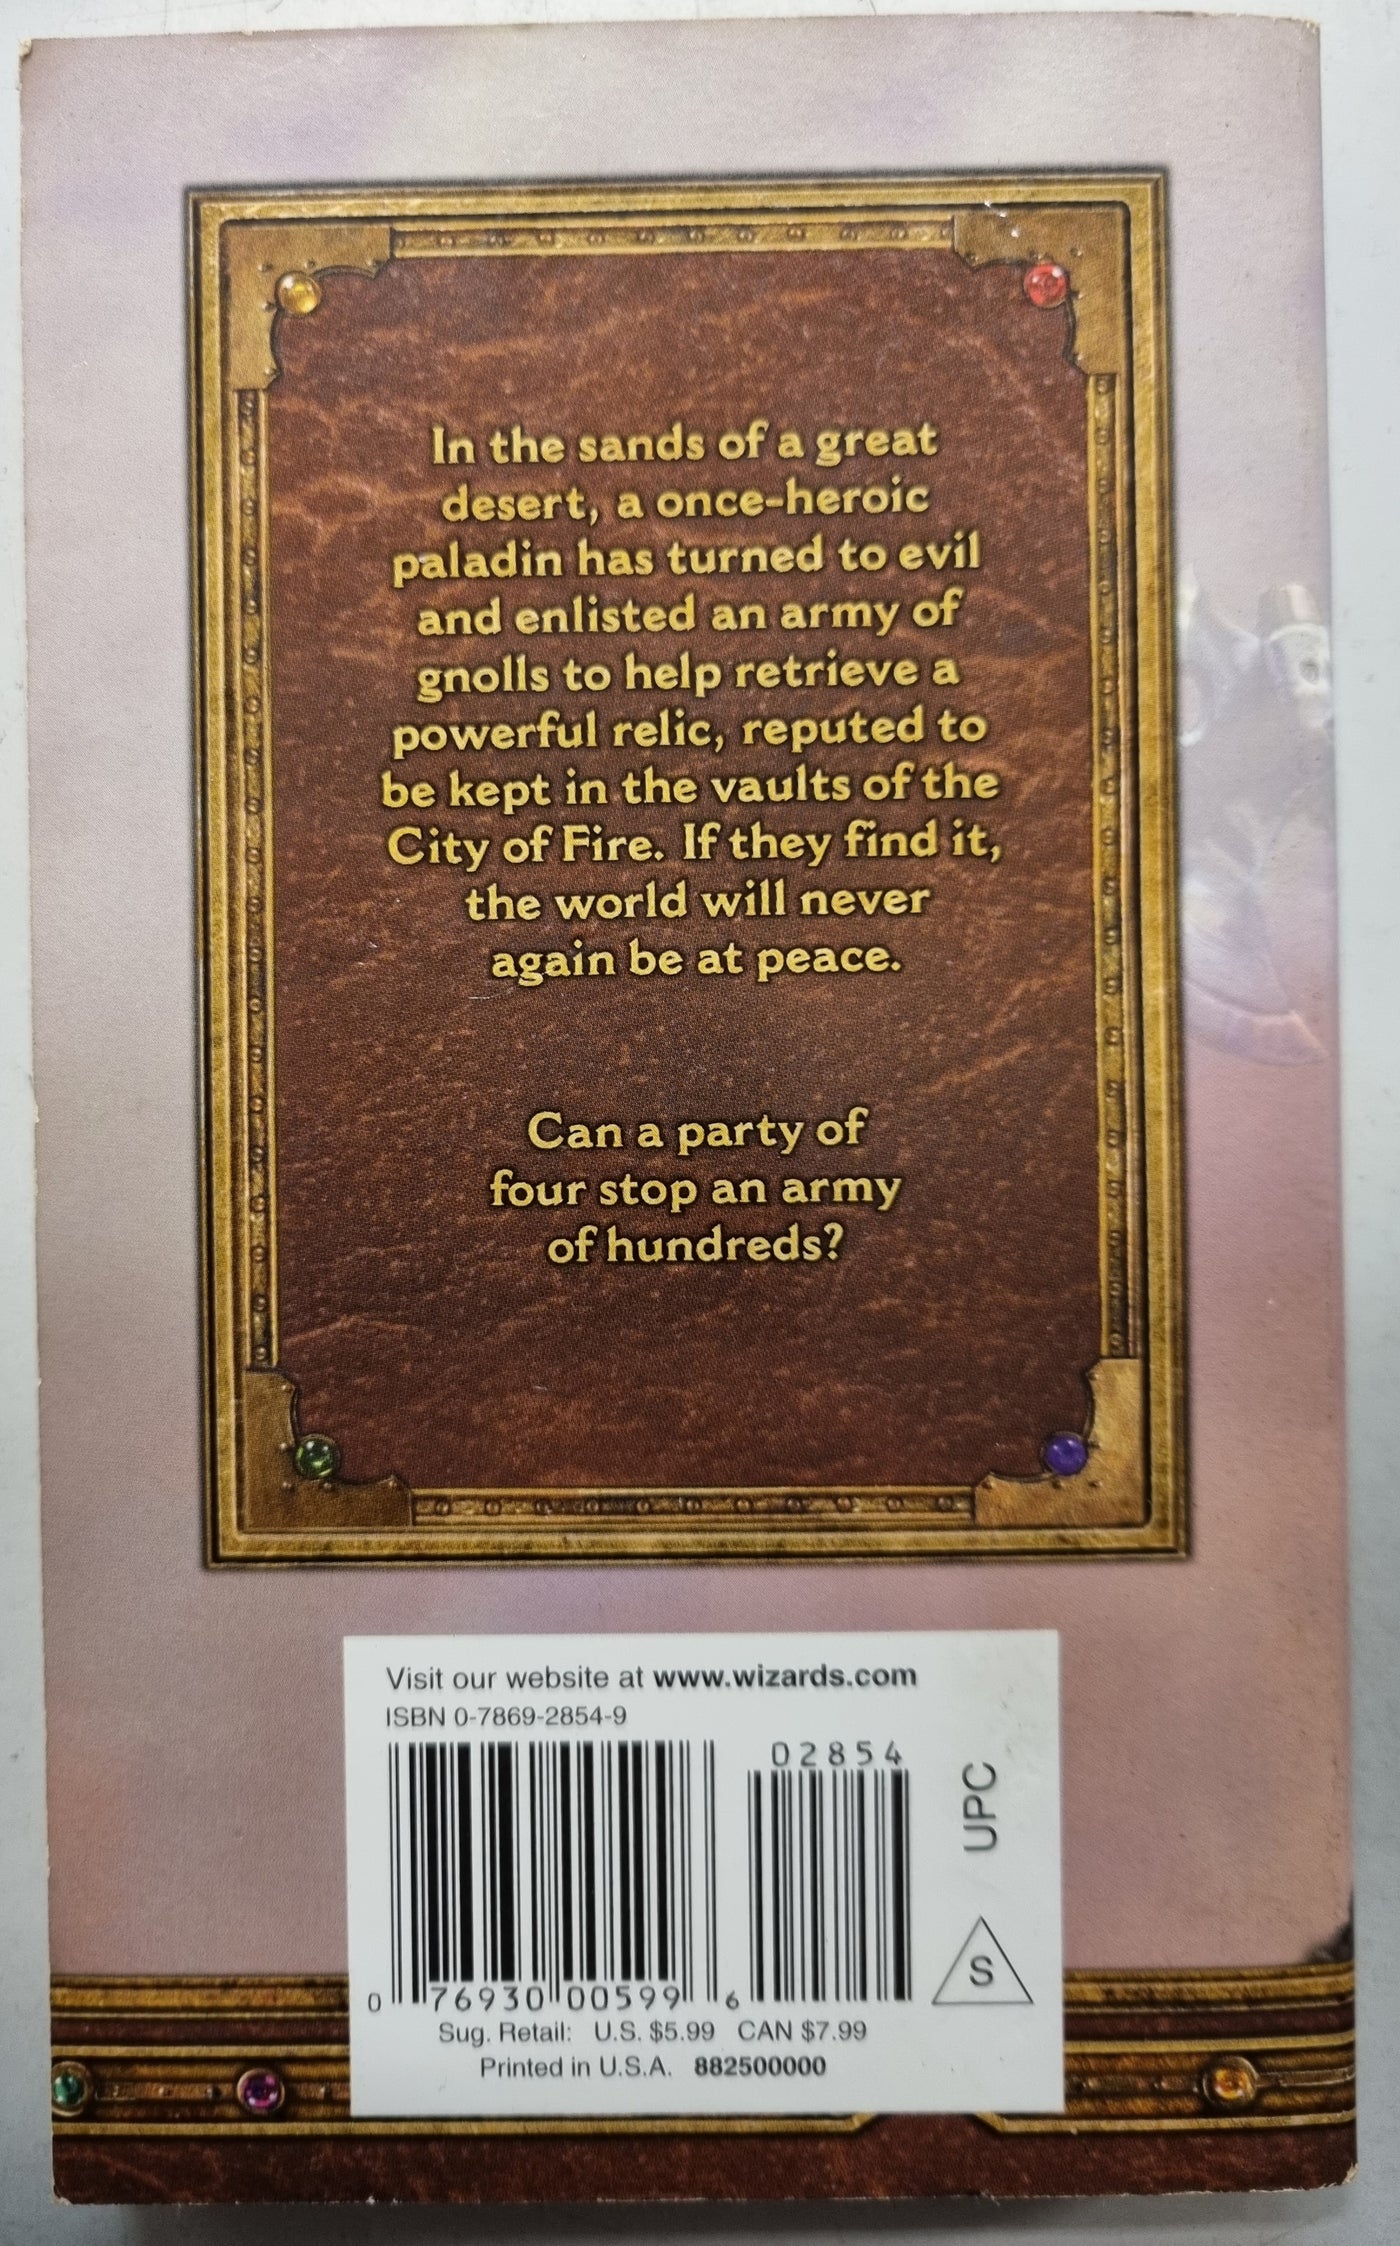 In the sands of a great
desert, a once-heroic
paladin has turned to evil
and enlisted an army of
gnolls to help retrieve a
powerful relic, reputed to
be kept in the vaults of the
City of Fire. If they find it,
the world will never
again be at peace.
Can a party of
four stop an army
of hundreds?
Visit our website at www.wizards.com
ISBN 0-7869-2854-9
02854
UPC
S
0 76930 00599 6
Sug. Retail: U.S. $5.99 CAN $7.99
Printed in U.S.A. 882500000